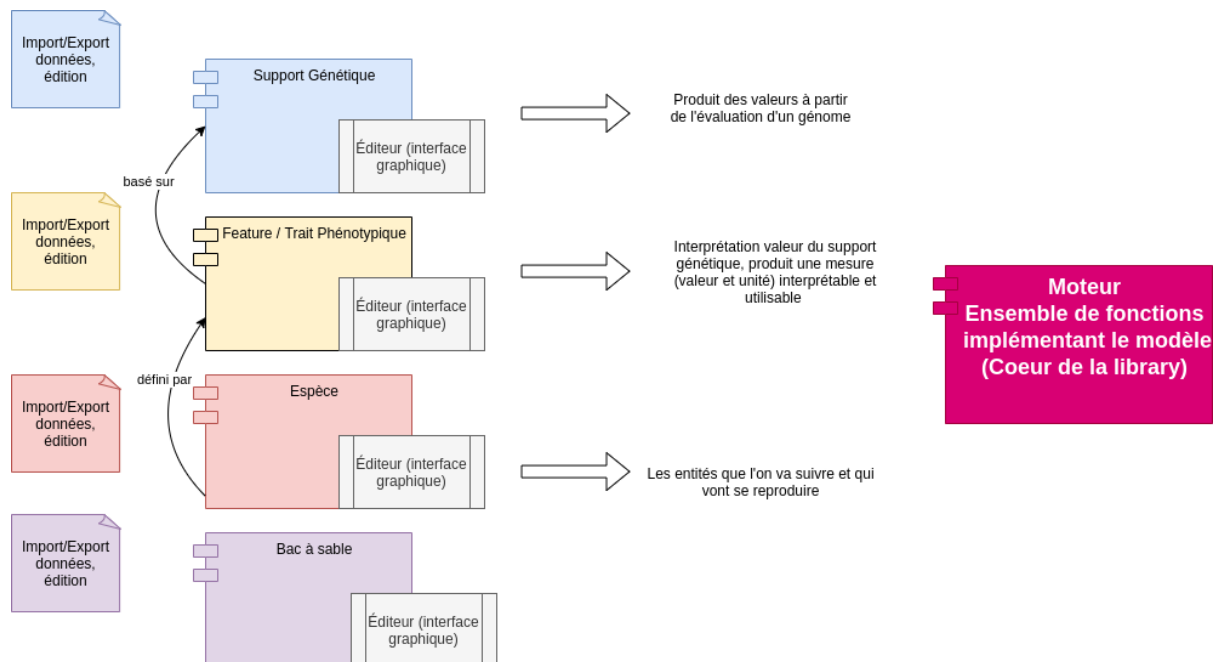 Import/Export
données,
édition
Support Génétique
Éditeur (interface
graphique)
Produit des valeurs à partir
de l'évaluation d'un génome
basé sur
Import/Export
données,
édition
Feature / Trait Phénotypique
Éditeur (interface
graphique)
Interprétation valeur du support
génétique, produit une mesure
(valeur et unité) interprétable et
utilisable
Moteur
Ensemble de fonctions
implémentant le modèle
(Coeur de la library)
défini par
Import/Export
données,
édition
Espèce
Éditeur (interface
graphique)
Les entités que l'on va suivre et qui
vont se reproduire
Import/Export
données,
édition
Bac à sable
Éditeur (interface
graphique)